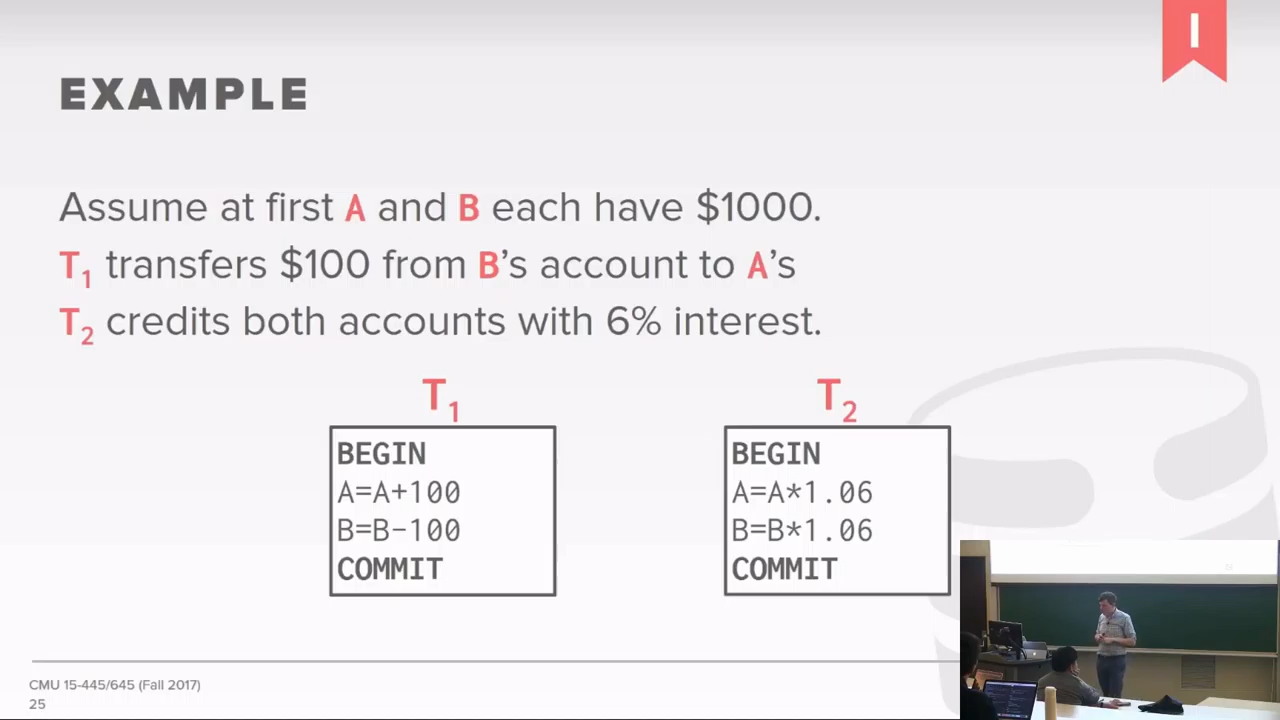 I
EXAMPLE
Assume at first A and B each have $1000.
T1 transfers $100 from B’s account to A’s
T2 credits both accounts with 6% interest.
T1
BEGIN
A=A+100
B=B-100
COMMIT
T2
BEGIN
A=A*1.06
B=B*1.06
COMMIT
CMU 15-445/645 (Fall 2017)
25